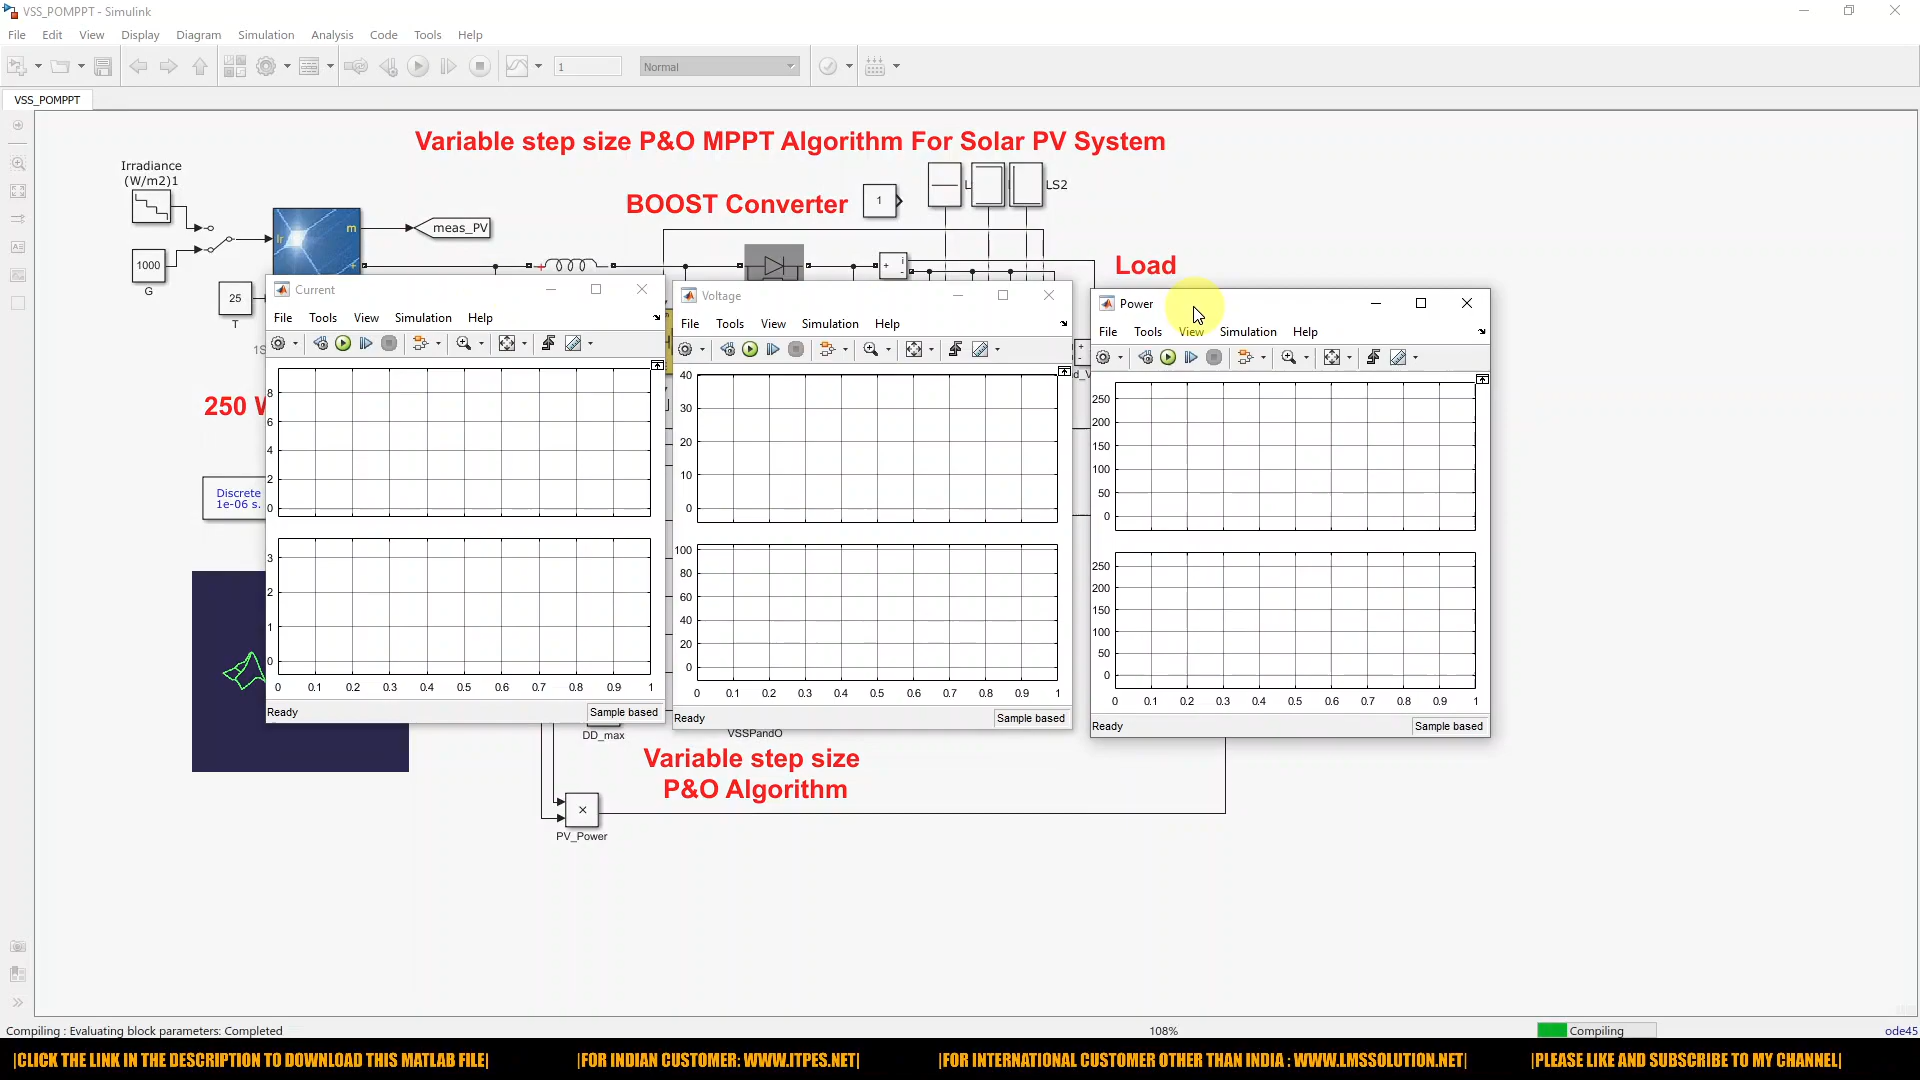 VSS_POMPPT - Simulink
File Edit View Display Diagram Simulation Analysis Code Tools Help
1 Normal
VSS_POMPPT
Variable step size P&O MPPT Algorithm For Solar PV System
Irradiance
(W/m2)1
BOOST Converter
1
L
LS2
Ir
m
+
meas_PV
1000
G
25
T
+
+ i
-
Load
Current
File Tools View Simulation Help
8
6
4
2
0
3
2
1
0
0 0.1 0.2 0.3 0.4 0.5 0.6 0.7 0.8 0.9 1
Ready Sample based
Voltage
File Tools View Simulation Help
40
30
20
10
0
100
80
60
40
20
0
0 0.1 0.2 0.3 0.4 0.5 0.6 0.7 0.8 0.9 1
Ready Sample based
Power
File Tools View Simulation Help
250
200
150
100
50
0
250
200
150
100
50
0
0 0.1 0.2 0.3 0.4 0.5 0.6 0.7 0.8 0.9 1
Ready Sample based
1S
250 W
Discrete
1e-06 s.
DD_max
VSSPandO
Variable step size
P&O Algorithm
×
PV_Power
Compiling : Evaluating block parameters: Completed 108% Compiling ode45
|CLICK THE LINK IN THE DESCRIPTION TO DOWNLOAD THIS MATLAB FILE| |FOR INDIAN CUSTOMER: WWW.ITPES.NET| |FOR INTERNATIONAL CUSTOMER OTHER THAN INDIA : WWW.LMSSOLUTION.NET| |PLEASE LIKE AND SUBSCRIBE TO MY CHANNEL|